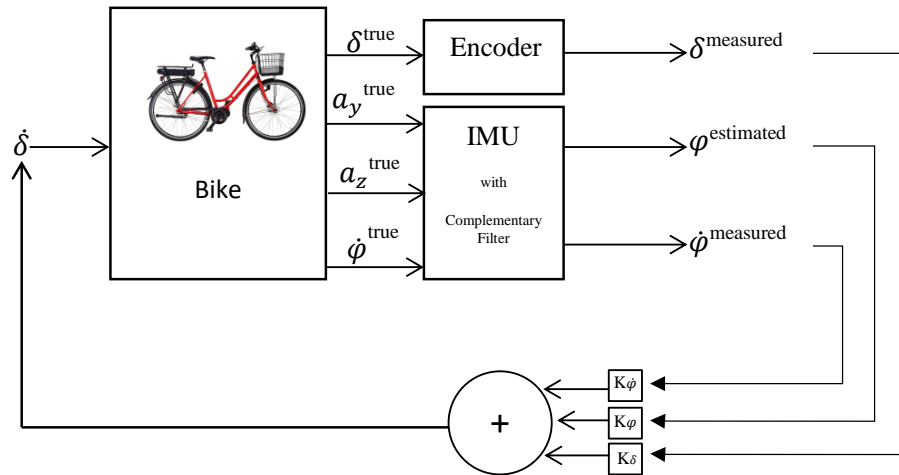 δ^true
Encoder
δ^measured
a_y^true
IMU
φ^estimated
δ̇
a_z^true
with
Bike
Complementary
Filter
φ̇^true
φ̇^measured
Kφ̇
Kφ
Kδ
+